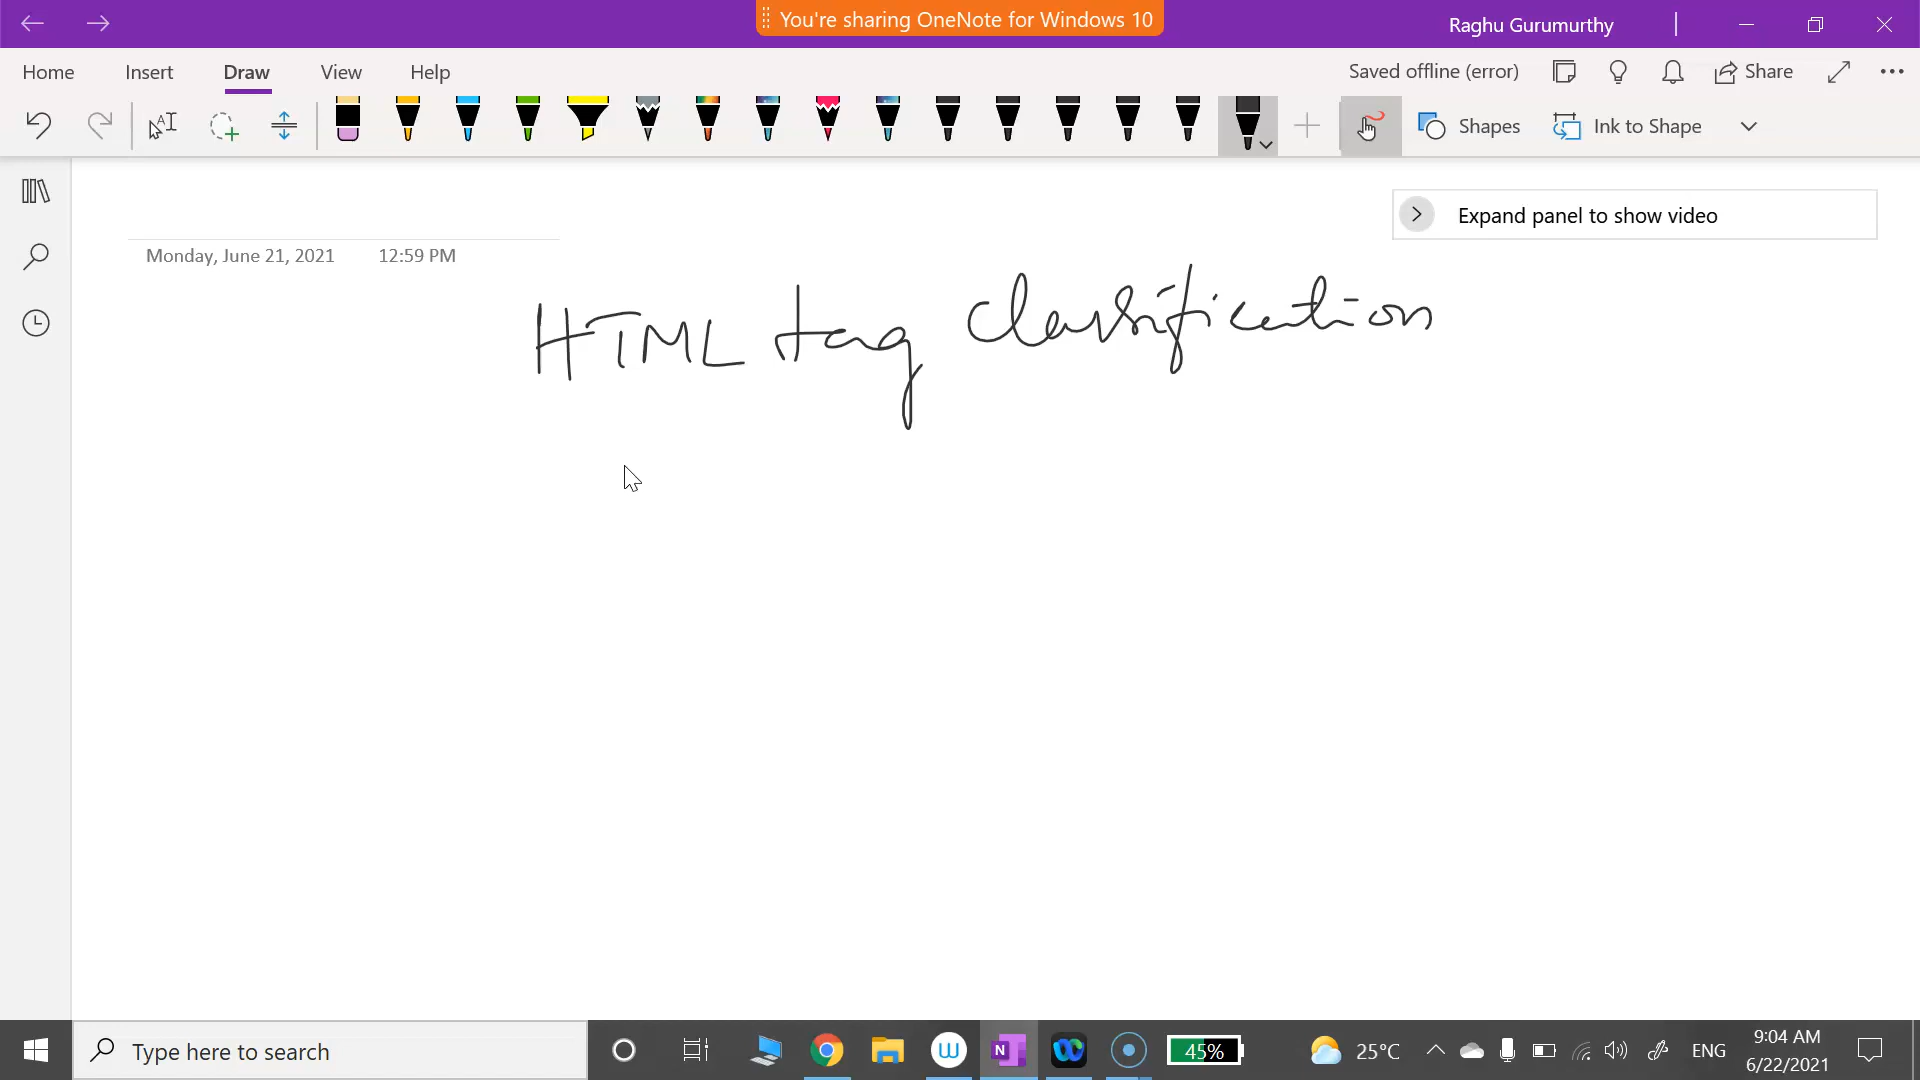 You're sharing OneNote for Windows 10
Raghu Gurumurthy
Home Insert Draw View Help
Saved offline (error) Share
Shapes Ink to Shape
Expand panel to show video
Monday, June 21, 2021 12:59 PM
HTML tag classification
Type here to search
45%
25°C
ENG
9:04 AM
6/22/2021